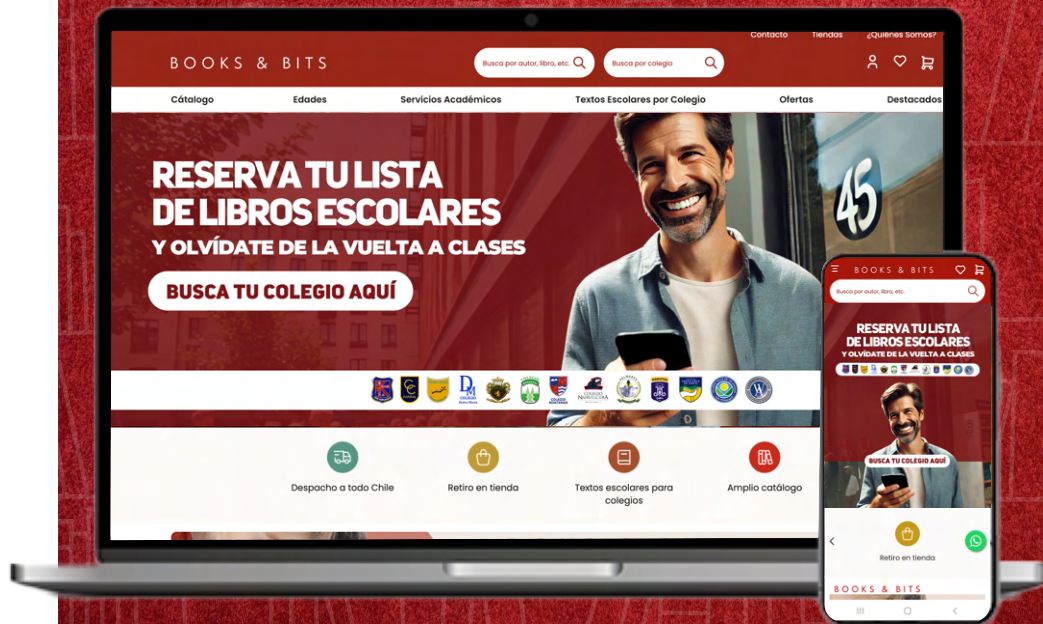 Contacto Tiendas ¿Quiénes Somos?
BOOKS & BITS
Busca por autor, libro, etc.
Busca por colegio
Cátalogo Edades Servicios Académicos Textos Escolares por Colegio Ofertas Destacados
RESERVA TU LISTA
DE LIBROS ESCOLARES
Y OLVÍDATE DE LA VUELTA A CLASES
BUSCA TU COLEGIO AQUÍ
45
Despacho a todo Chile
Retiro en tienda
Textos escolares para
colegios
Amplio catálogo
BOOKS & BITS
Busca por autor, libro, etc.
RESERVA TU LISTA
DE LIBROS ESCOLARES
Y OLVÍDATE DE LA VUELTA A CLASES
BUSCA TU COLEGIO AQUÍ
Retiro en tienda
BOOKS & BITS